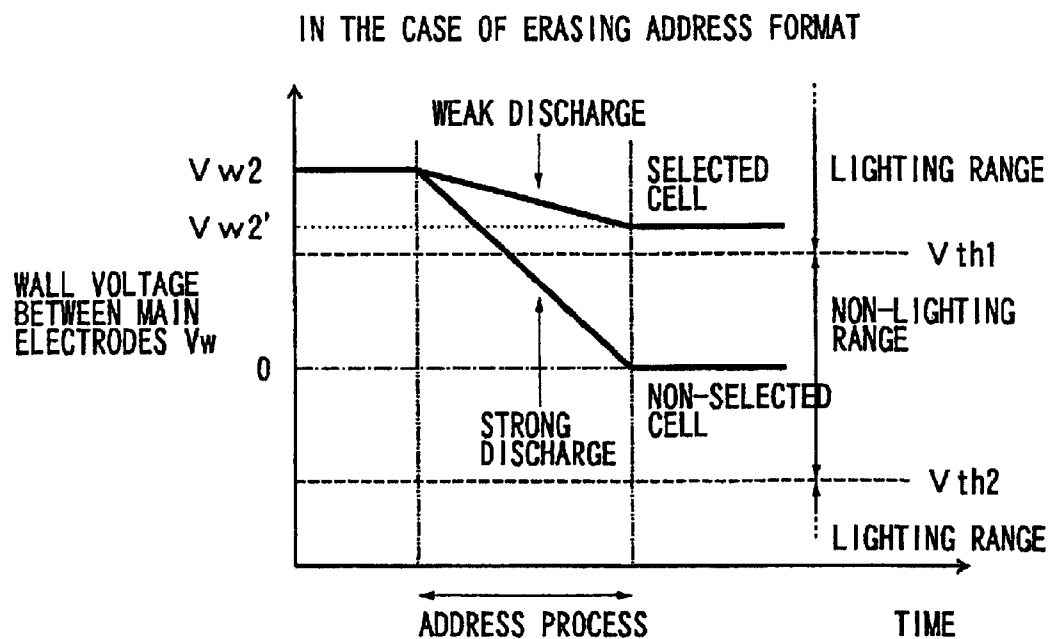 IN THE CASE OF ERASING ADDRESS FORMAT
WEAK DISCHARGE
Vw2
SELECTED
CELL
LIGHTING RANGE
Vw2'
Vth1
WALL VOLTAGE
BETWEEN MAIN
ELECTRODES Vw
NON-LIGHTING
RANGE
0
NON-SELECTED
CELL
STRONG
DISCHARGE
Vth2
LIGHTING RANGE
ADDRESS PROCESS
TIME